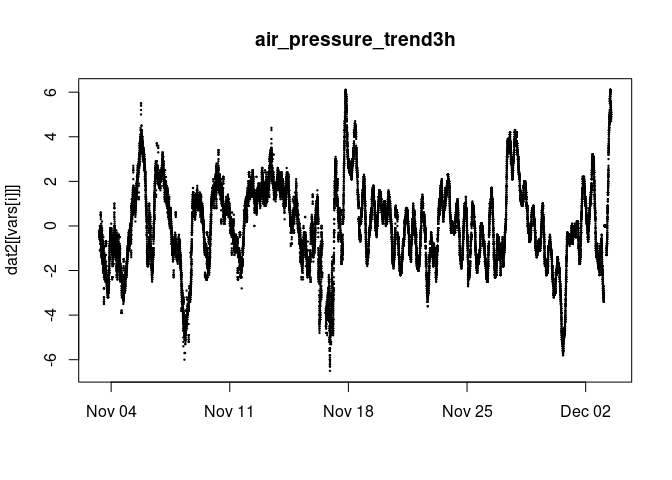 air_pressure_trend3h
dat2[[vars[i]]]
6
4
2
0
-2
-4
-6
Nov 04
Nov 11
Nov 18
Nov 25
Dec 02